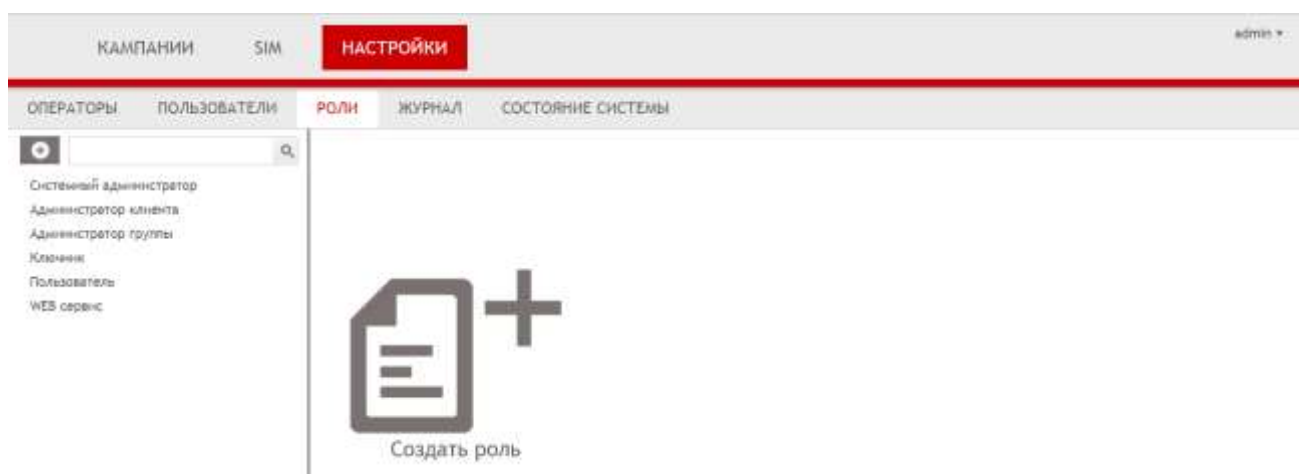 КАМПАНИИ SIM НАСТРОЙКИ admin
ОПЕРАТОРЫ ПОЛЬЗОВАТЕЛИ РОЛИ ЖУРНАЛ СОСТОЯНИЕ СИСТЕМЫ
Системный администратор
Администратор клиента
Администратор группы
Ключник
Пользователь
WEB сервис
Создать роль